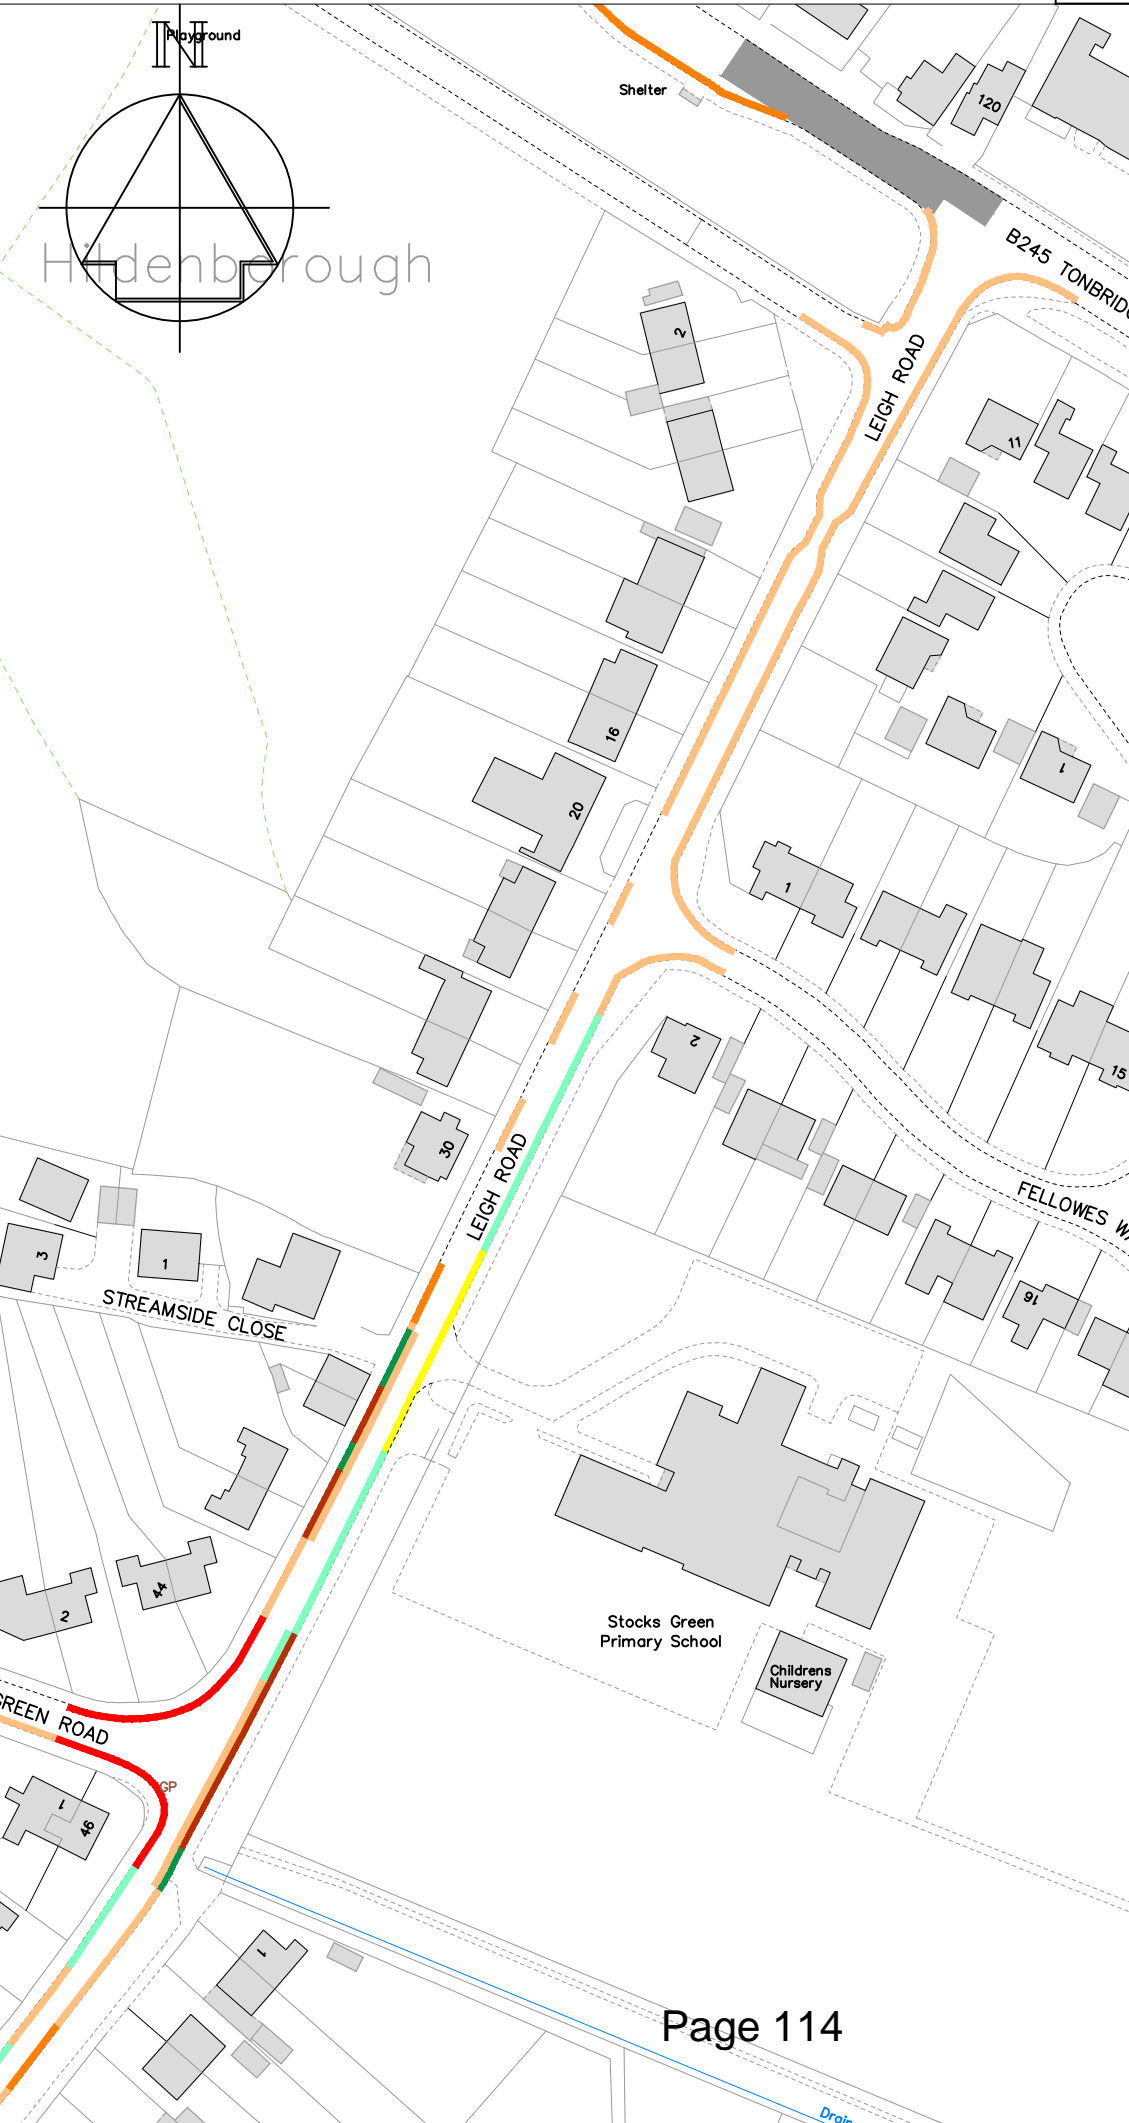 N
Playground
Shelter
120
B245 TONBRIDG
Hildenborough
2
LEIGH ROAD
11
16
1
20
1
2
15
30
LEIGH ROAD
FELLOWES W
3
1
STREAMSIDE CLOSE
16
44
2
Stocks Green
Primary School
Childrens
Nursery
GREEN ROAD
GP
1
46
1
Page 114
Drain